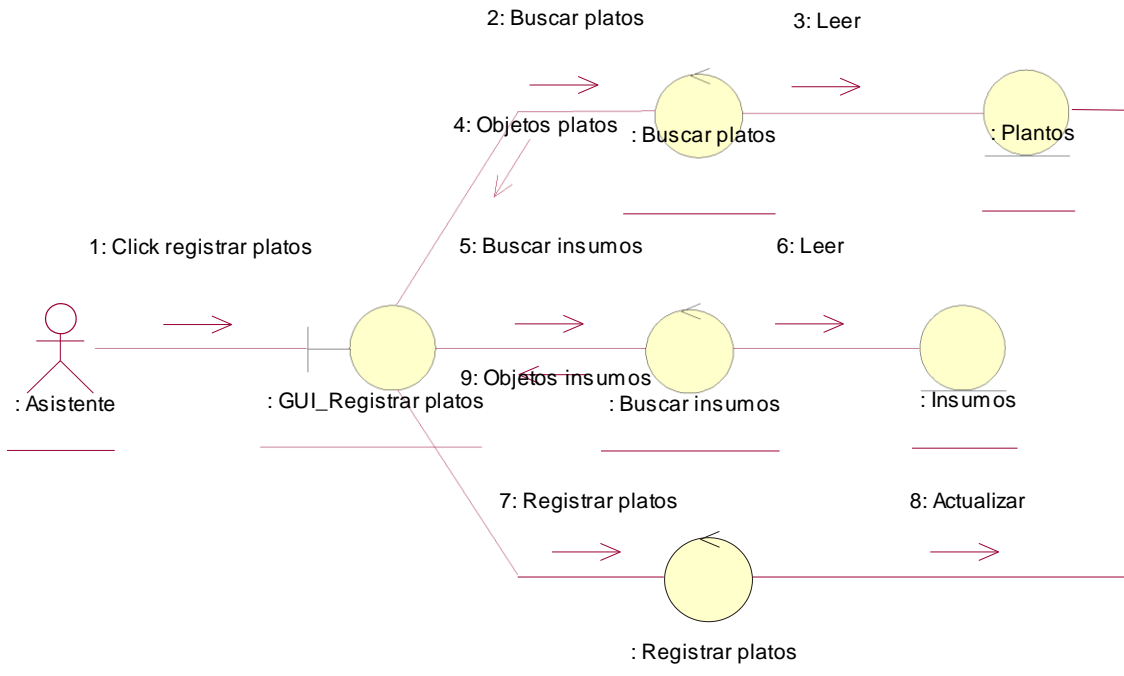 2: Buscar platos
3: Leer
4: Objetos platos
: Buscar platos
: Plantos
1: Click registrar platos
5: Buscar insumos
6: Leer
9: Objetos insumos
: Asistente
: GUI_Registrar platos
: Buscar insumos
: Insumos
7: Registrar platos
8: Actualizar
: Registrar platos